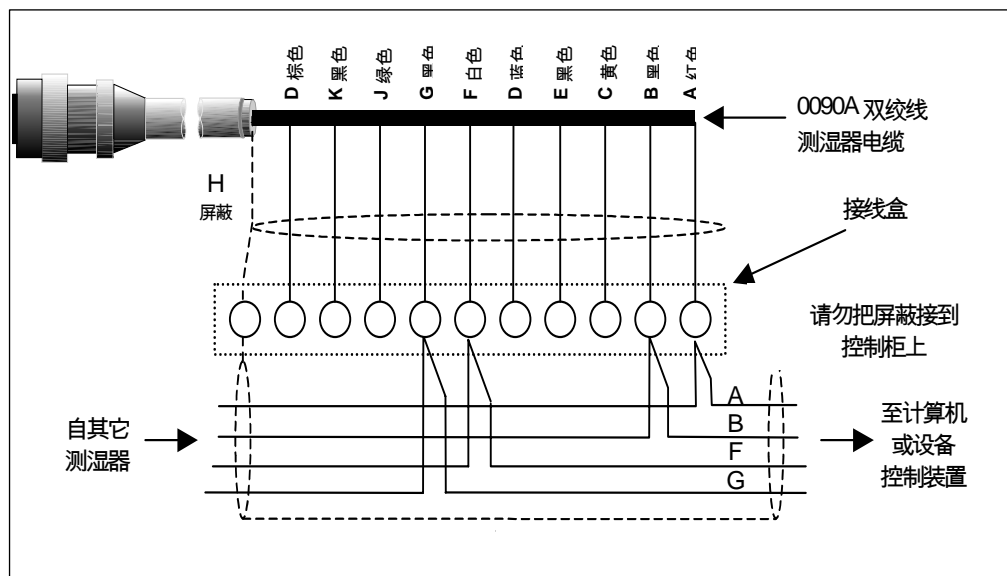 D 棕色
K 黑色
J 绿色
G 黑色
F 白色
D 蓝色
E 黑色
C 黄色
B 黑色
A 红色
0090A 双绞线
测湿器电缆
H
屏蔽
接线盒
请勿把屏蔽接到
控制柜上
自其它
测湿器
A
B
F
G
至计算机
或设备
控制装置